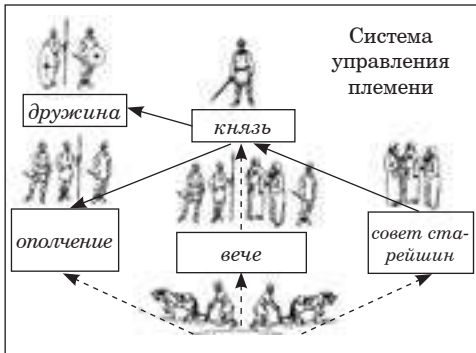 Система
управления
племени
дружина
князь
ополчение
вече
совет ста-
рейшин